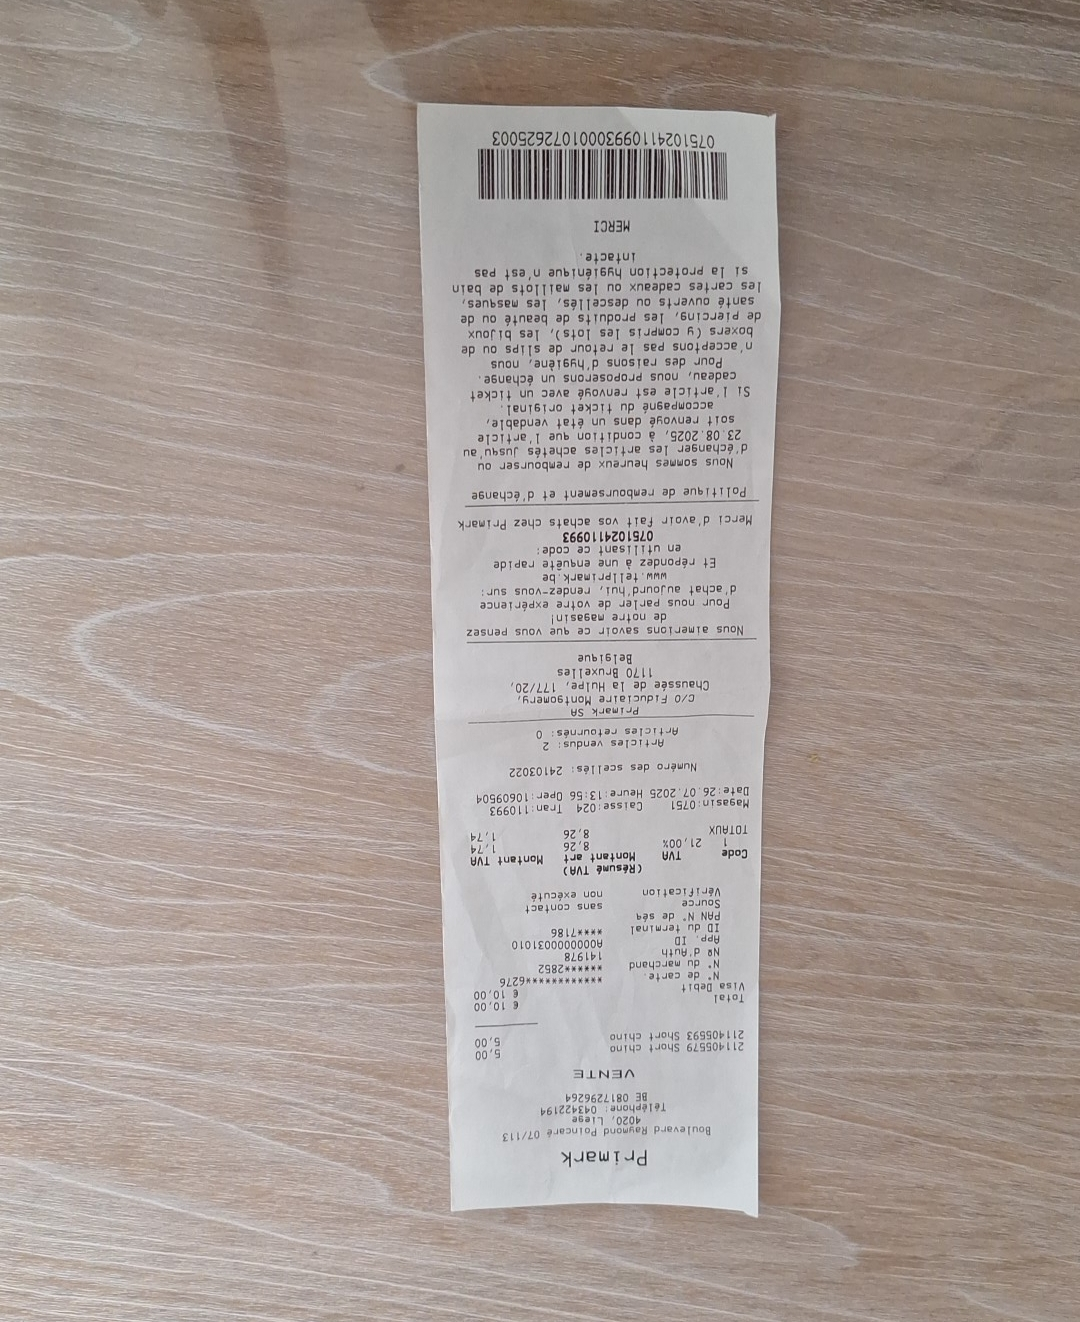 Primark
Boulevard Raymond Poincaré 07/113
4020, Liege
Téléphone: 043422194
BE 0817296264
VENTE
211405579 Short chino 5,00
211405593 Short chino 5,00
Total € 10,00
Visa Debit € 10,00
N° de carte. ************6276
N° du marchand *******2852
Nº d'Auth 141978
App. ID A0000000031010
ID du terminal ****7186
PAN N° de séq
Source sans contact
Vérification non exécuté
(Résumé TVA)
Code TVA Montant art Montant TVA
1 21,00% 8,26 1,74
TOTAUX 8,26 1,74
Magasin:0751 Caisse:024 Tran:110993
Date:26.07.2025 Heure:13:56 Oper:10609504
Numéro des scellés: 24103022
Articles vendus: 2
Articles retournés: 0
Primark SA
C/O Fiduciaire Montgomery,
Chaussée de la Hulpe, 177/20,
1170 Bruxelles
Belgique
Nous aimerions savoir ce que vous pensez
de notre magasin!
Pour nous parler de votre expérience
d'achat aujourd'hui, rendez-vous sur:
www.tellprimark.be
Et répondez à une enquête rapide
en utilisant ce code:
0751024110993
Merci d'avoir fait vos achats chez Primark
Politique de remboursement et d'échange
Nous sommes heureux de rembourser ou
d'échanger les articles achetés jusqu'au
23.08.2025, à condition que l'article
soit renvoyé dans un état vendable,
accompagné du ticket original.
Si l'article est renvoyé avec un ticket
cadeau, nous proposerons un échange.
Pour des raisons d'hygiène, nous
n'acceptons pas le retour de slips ou de
boxers (y compris les lots), les bijoux
de piercing, les produits de beauté ou de
santé ouverts ou descellés, les masques,
les cartes cadeaux ou les maillots de bain
si la protection hygiénique n'est pas
intacte.
MERCI
07510241109930001072625003